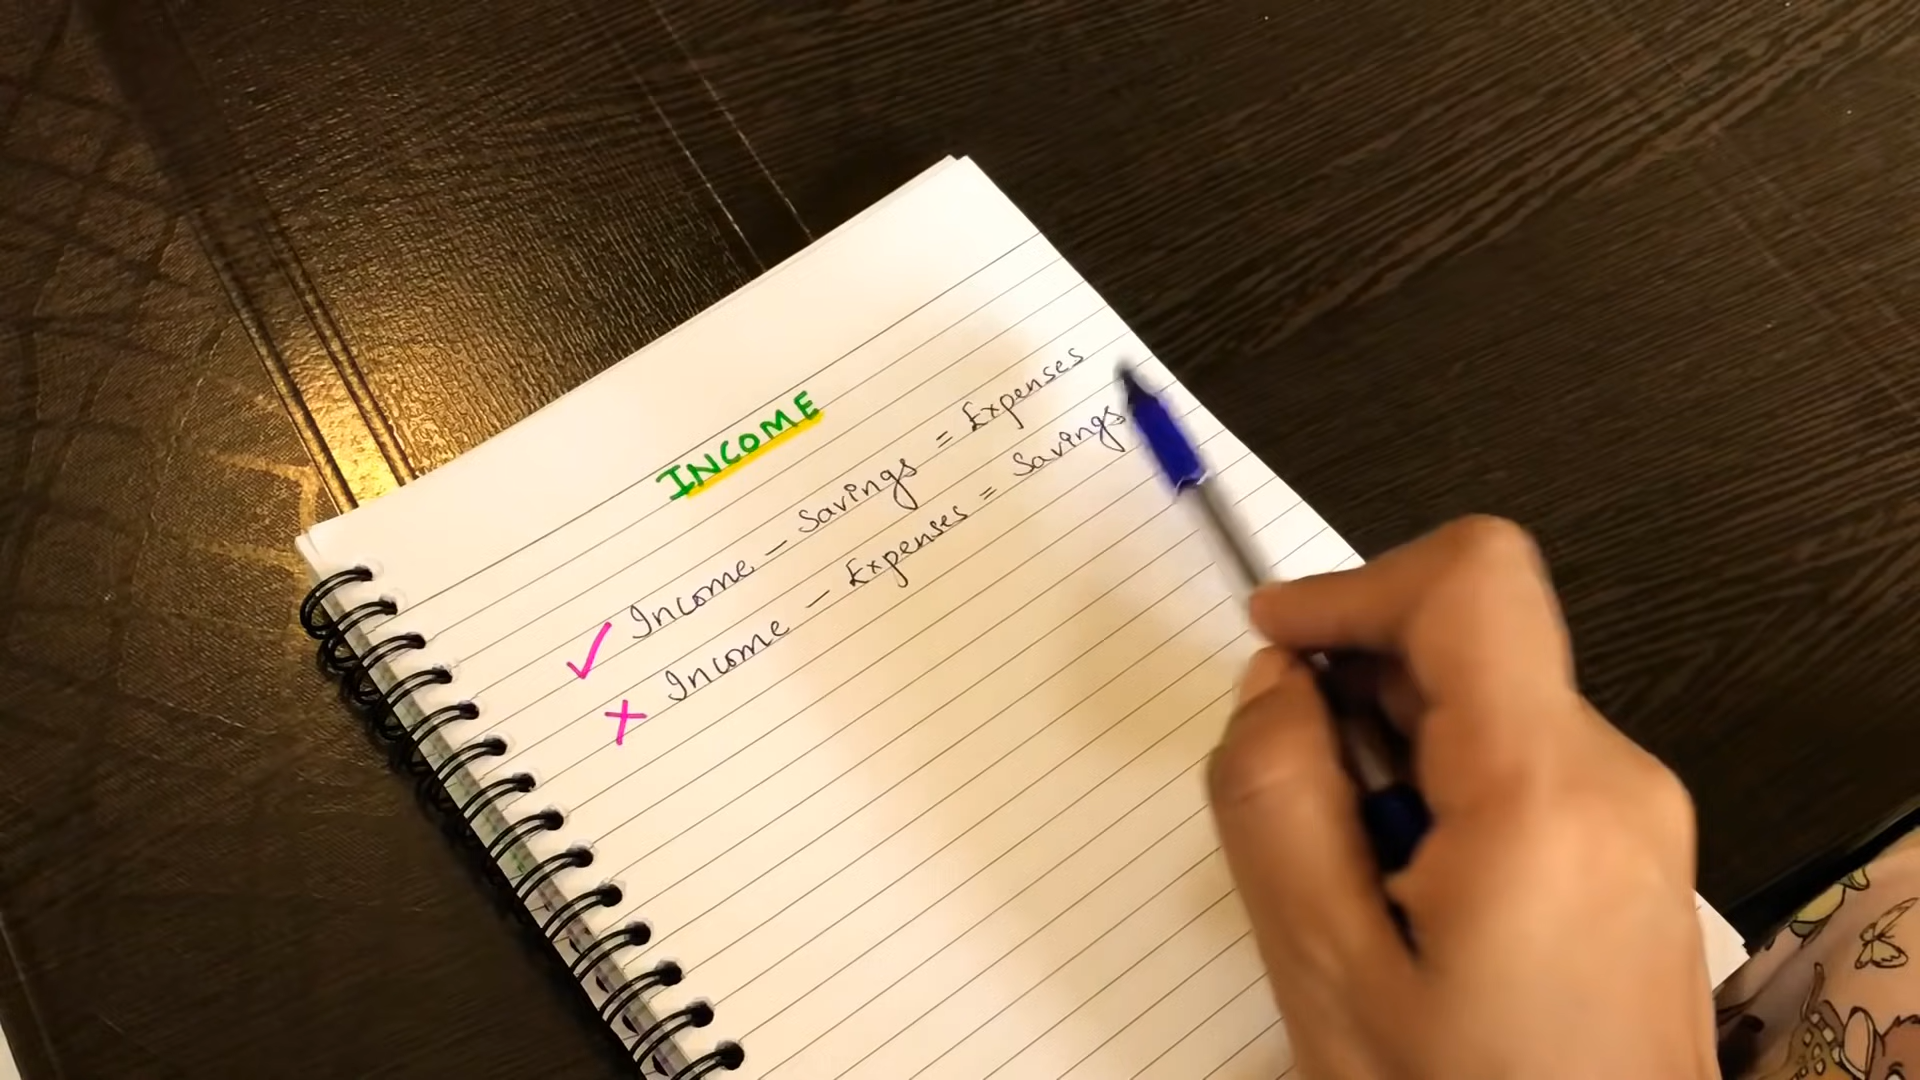 INCOME
✓ Income - Savings = Expenses
✗ Income - Expenses = Savings